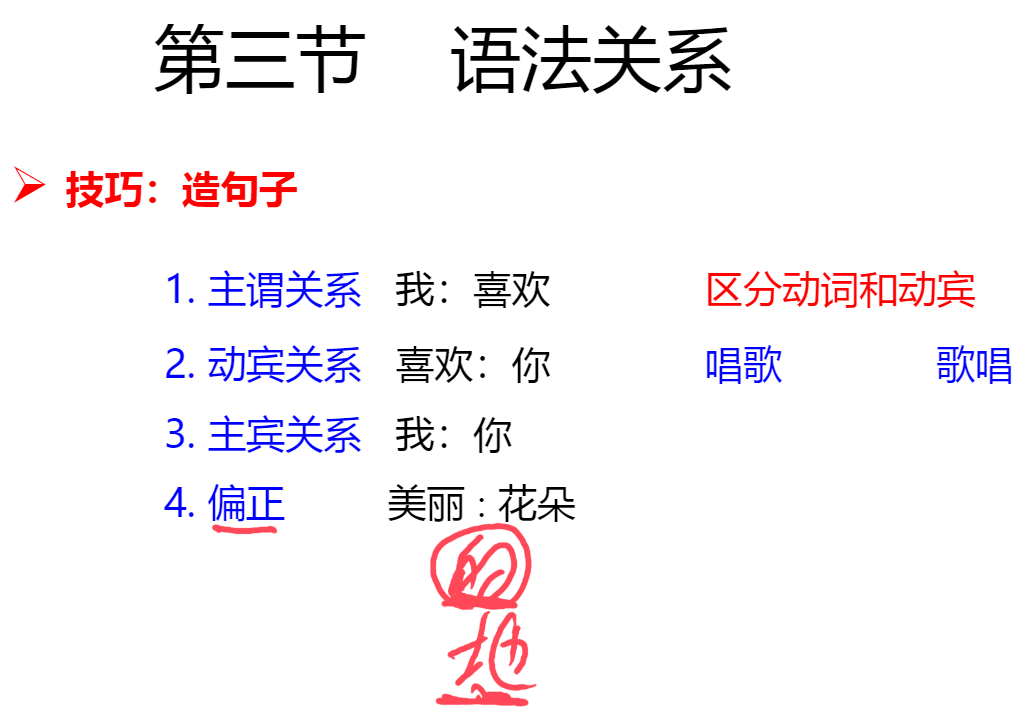 第三节 语法关系
技巧：造句子
1. 主谓关系 我：喜欢 区分动词和动宾
2. 动宾关系 喜欢：你 唱歌 歌唱
3. 主宾关系 我：你
4. 偏正 美丽：花朵
的
地